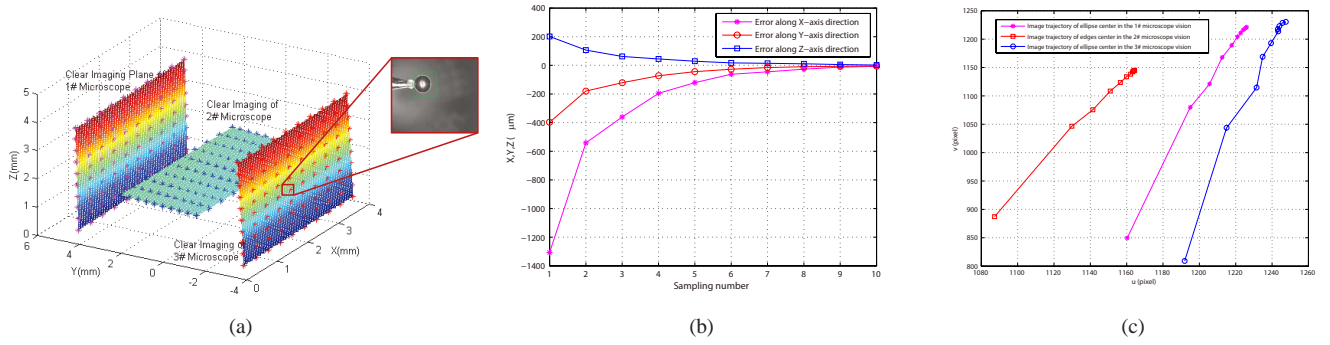 Clear Imaging Plane of
1# Microscope
Clear Imaging of
2# Microscope
Clear Imaging of
3# Microscope
Z(mm)
5
4
3
2
1
0
6
4
2
0
-2
-4
Y(mm)
0
1
2
3
4
X(mm)
(a)
400
200
0
−200
−400
−600
−800
−1000
−1200
−1400
X,Y,Z ( μm)
Error along X−axis direction
Error along Y−axis direction
Error along Z−axis direction
1 2 3 4 5 6 7 8 9 10
Sampling number
(b)
1250
1200
1150
1100
1050
1000
950
900
850
800
v (pixel)
Image trajectory of ellipse center in the 1# microscope vision
Image trajectory of edges center in the 2# microscope vision
Image trajectory of ellipse center in the 3# microscope vision
1080 1100 1120 1140 1160 1180 1200 1220 1240 1260
u (pixel)
(c)